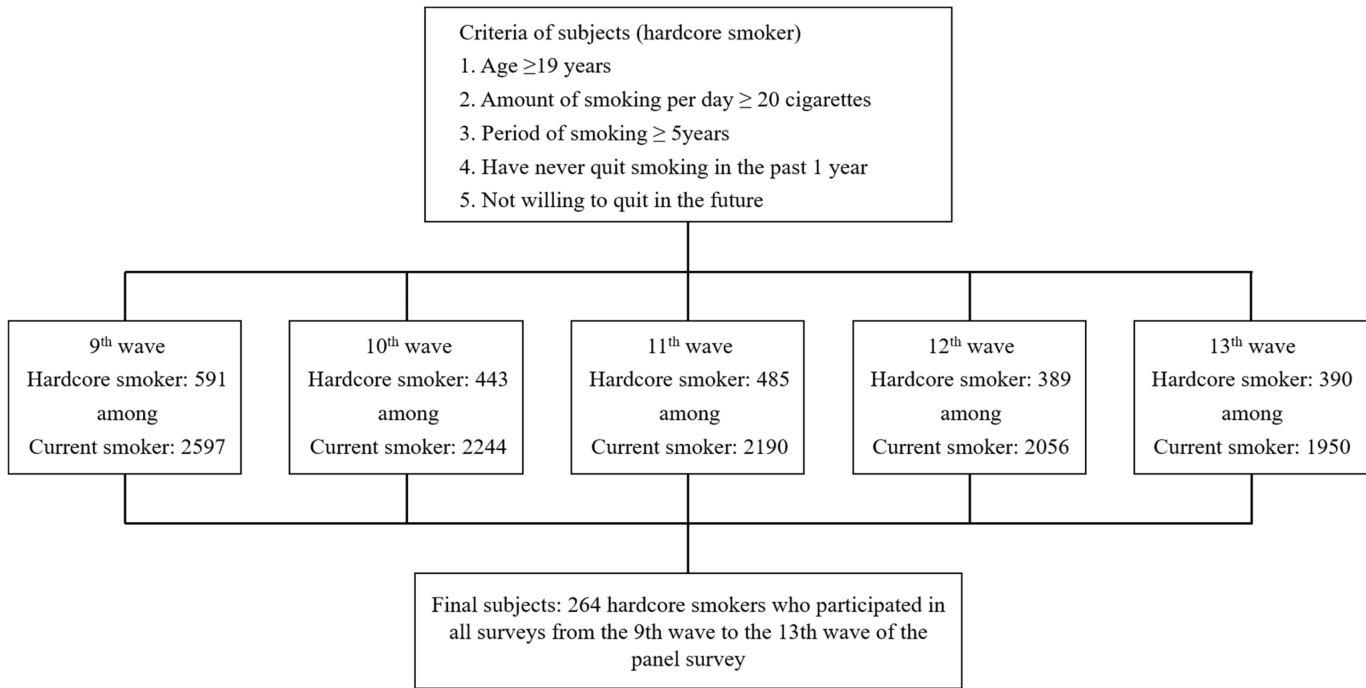 Criteria of subjects (hardcore smoker)
1. Age ≥19 years
2. Amount of smoking per day ≥ 20 cigarettes
3. Period of smoking ≥ 5years
4. Have never quit smoking in the past 1 year
5. Not willing to quit in the future
9th wave
Hardcore smoker: 591
among
Current smoker: 2597
10th wave
Hardcore smoker: 443
among
Current smoker: 2244
11th wave
Hardcore smoker: 485
among
Current smoker: 2190
12th wave
Hardcore smoker: 389
among
Current smoker: 2056
13th wave
Hardcore smoker: 390
among
Current smoker: 1950
Final subjects: 264 hardcore smokers who participated in
all surveys from the 9th wave to the 13th wave of the
panel survey